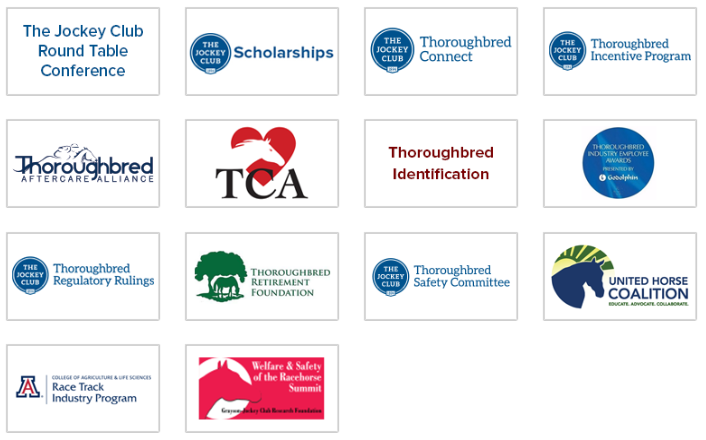 The Jockey Club
Round Table
Conference
THE
JOCKEY
CLUB
Scholarships
THE
JOCKEY
CLUB
Thoroughbred
Connect
THE
JOCKEY
CLUB
Thoroughbred
Incentive Program
Thoroughbred
AFTERCARE ALLIANCE
TCA
Thoroughbred
Identification
THOROUGHBRED
INDUSTRY EMPLOYEE
AWARDS
PRESENTED BY
Godolphin
THE
JOCKEY
CLUB
Thoroughbred
Regulatory Rulings
THOROUGHBRED
RETIREMENT
FOUNDATION
THE
JOCKEY
CLUB
Thoroughbred
Safety Committee
UNITED HORSE
COALITION
EDUCATE. ADVOCATE. COLLABORATE.
A
COLLEGE OF AGRICULTURE & LIFE SCIENCES
Race Track
Industry Program
Welfare & Safety
of the Racehorse
Summit
Grayson-Jockey Club Research Foundation